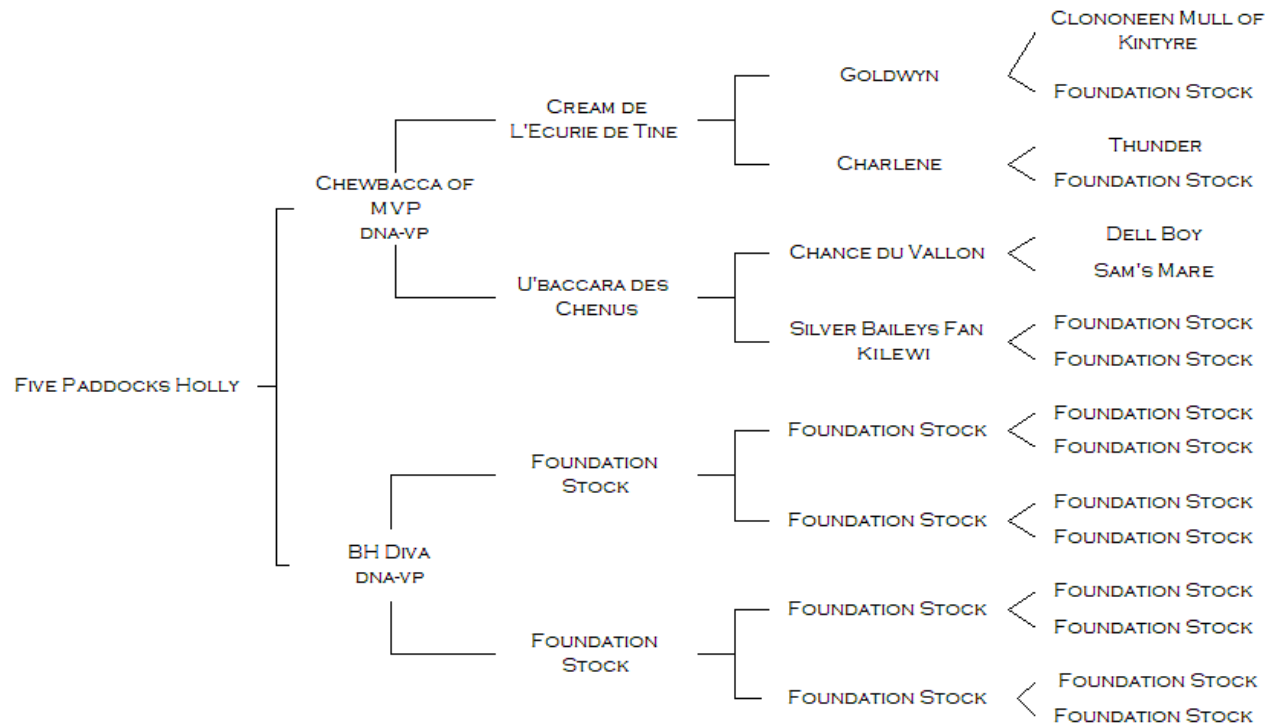 Clononeen Mull of
Kintyre
Goldwyn
Foundation Stock
Cream de
L'Ecurie de Tine
Thunder
Charlene
Foundation Stock
Chewbacca of
MVP
DNA-VP
Dell Boy
Chance du Vallon
Sam's Mare
U'baccara des
Chenus
Foundation Stock
Silver Baileys Fan
Kilewi
Foundation Stock
Five Paddocks Holly
Foundation Stock
Foundation Stock
Foundation Stock
Foundation
Stock
Foundation Stock
Foundation Stock
Foundation Stock
BH Diva
DNA-VP
Foundation Stock
Foundation Stock
Foundation Stock
Foundation
Stock
Foundation Stock
Foundation Stock
Foundation Stock